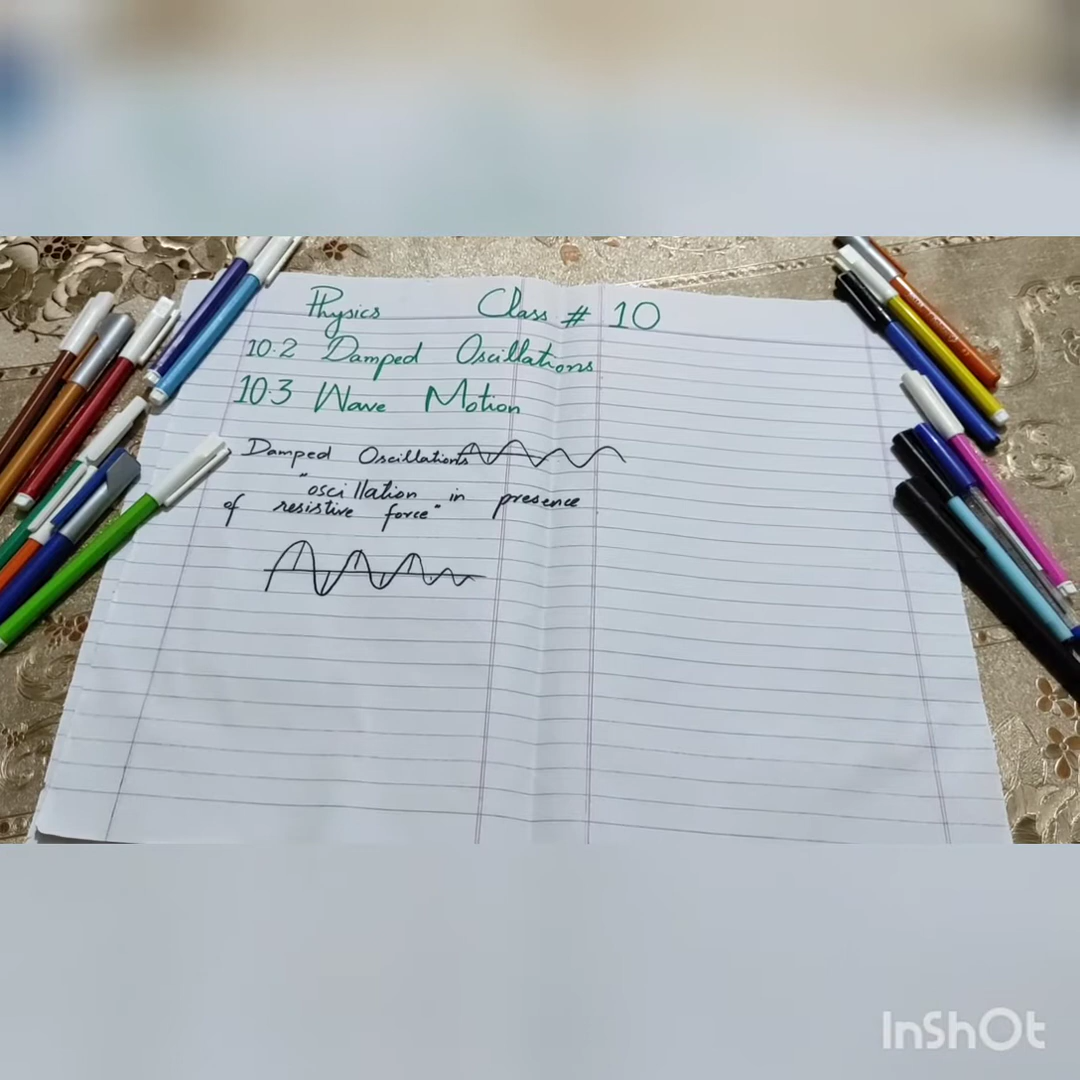 Physics Class # 10
10.2 Damped Oscillations
10.3 Wave Motion
Damped Oscillations
"oscillation in presence
of resistive force"
InShOt